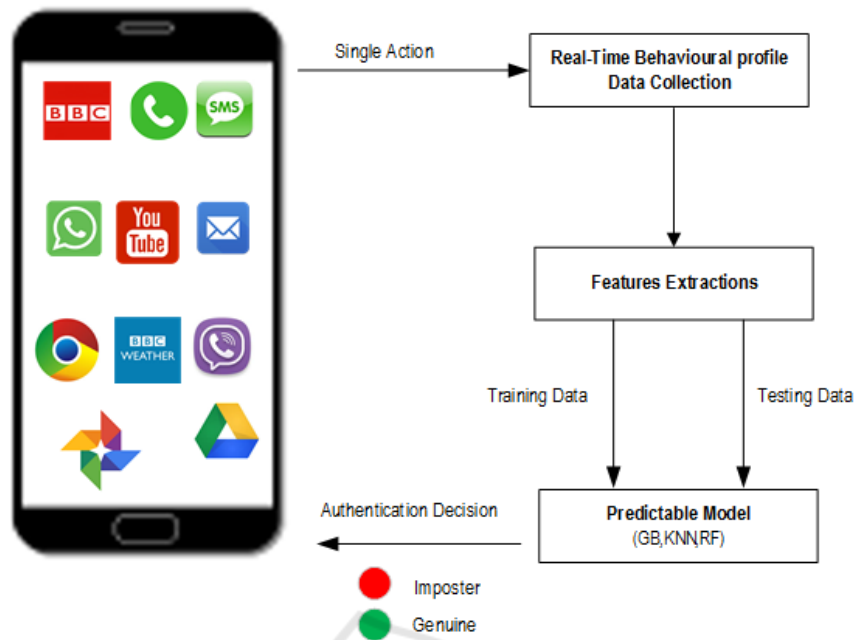 Single Action
Real-Time Behavioural profile
Data Collection
BBC
SMS
You
Tube
Features Extractions
BBC
WEATHER
Training Data
Testing Data
Authentication Decision
Predictable Model
(GB,KNN,RF)
Imposter
Genuine